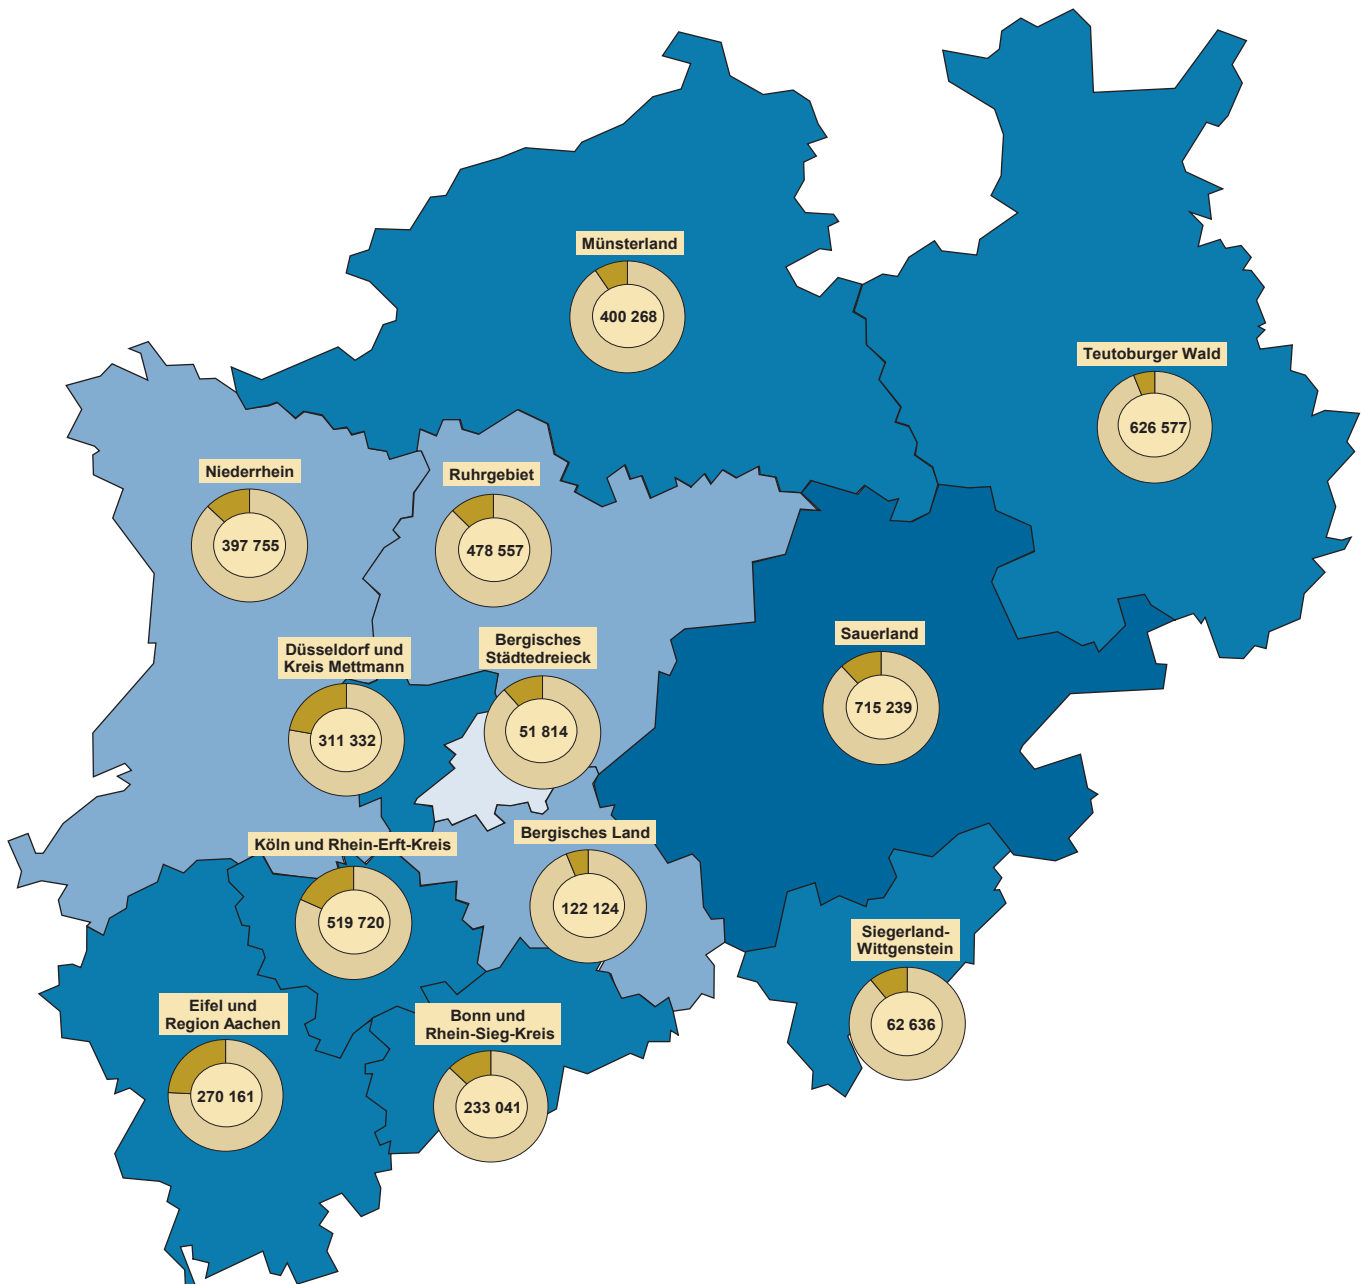 Münsterland
400 268
Teutoburger Wald
626 577
Niederrhein
397 755
Ruhrgebiet
478 557
Düsseldorf und
Kreis Mettmann
311 332
Bergisches
Städtedreieck
51 814
Sauerland
715 239
Köln und Rhein-Erft-Kreis
519 720
Bergisches Land
122 124
Siegerland-
Wittgenstein
62 636
Eifel und
Region Aachen
270 161
Bonn und
Rhein-Sieg-Kreis
233 041